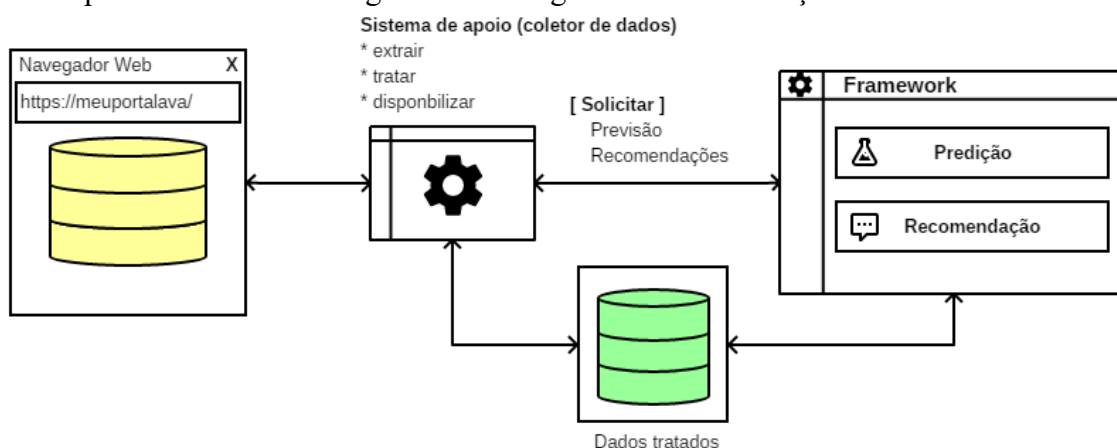 Sistema de apoio (coletor de dados)
* extrair
* tratar
* disponbilizar
Navegador Web X
https://meuportalava/
[ Solicitar ]
Previsão
Recomendações
Framework
Predição
Recomendação
Dados tratados